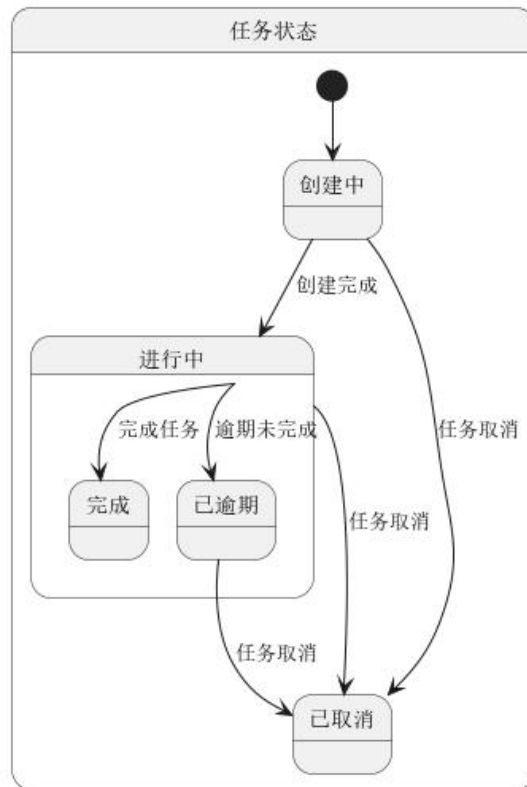 任务状态
创建中
创建完成
进行中
完成任务
逾期未完成
任务取消
完成
已逾期
任务取消
任务取消
已取消